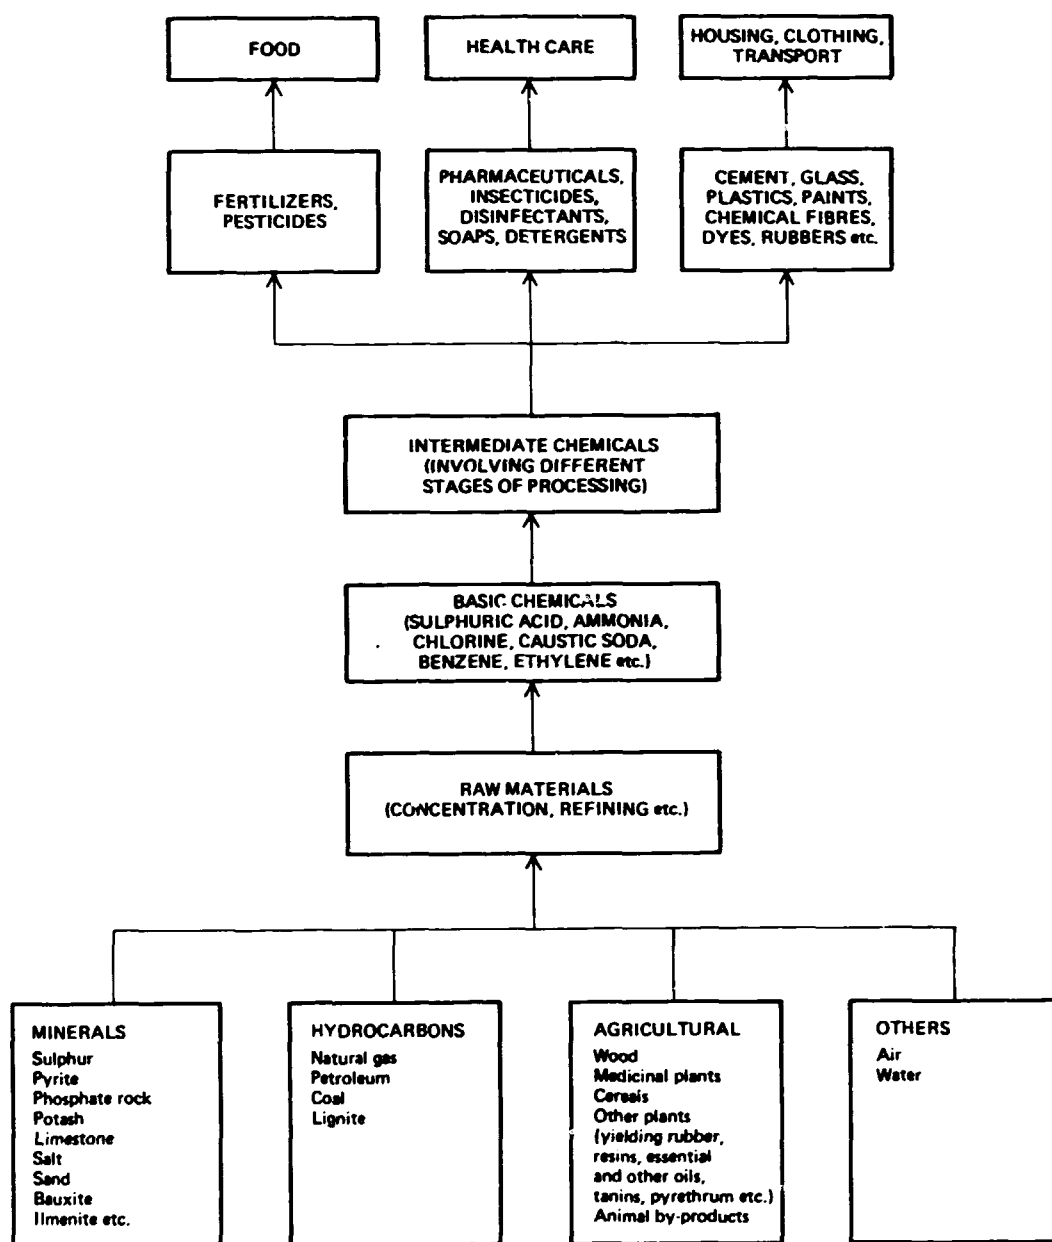 FOOD
HEALTH CARE
HOUSING, CLOTHING,
TRANSPORT
FERTILIZERS,
PESTICIDES
PHARMACEUTICALS,
INSECTICIDES,
DISINFECTANTS,
SOAPS, DETERGENTS
CEMENT, GLASS,
PLASTICS, PAINTS,
CHEMICAL FIBRES,
DYES, RUBBERS etc.
INTERMEDIATE CHEMICALS
(INVOLVING DIFFERENT
STAGES OF PROCESSING)
BASIC CHEMICALS
(SULPHURIC ACID, AMMONIA,
CHLORINE, CAUSTIC SODA,
BENZENE, ETHYLENE etc.)
RAW MATERIALS
(CONCENTRATION, REFINING etc.)
MINERALS
Sulphur
Pyrite
Phosphate rock
Potash
Limestone
Salt
Sand
Bauxite
Ilmenite etc.
HYDROCARBONS
Natural gas
Petroleum
Coal
Lignite
AGRICULTURAL
Wood
Medicinal plants
Cereals
Other plants
(yielding rubber,
resins, essential
and other oils,
tanins, pyrethrum etc.)
Animal by-products
OTHERS
Air
Water